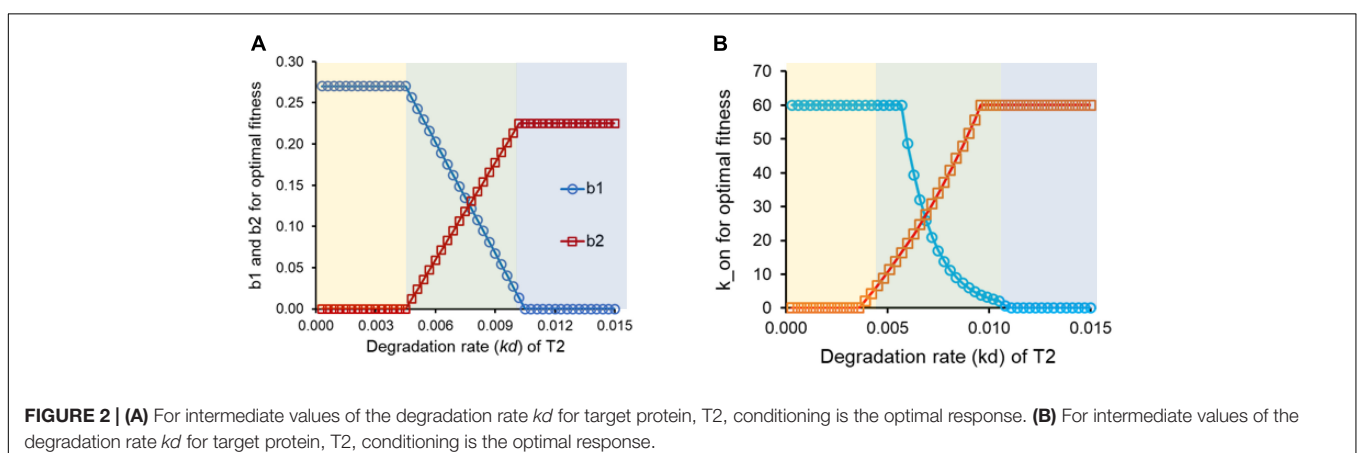 A
0.30
0.25
0.20
0.15
0.10
0.05
0.00
b1 and b2 for optimal fitness
b1
b2
0.000 0.003 0.006 0.009 0.012 0.015
Degradation rate (kd) of T2
B
70
60
50
40
30
20
10
0
k_on for optimal fitness
0.000 0.005 0.010 0.015
Degradation rate (kd) of T2
FIGURE 2 | (A) For intermediate values of the degradation rate kd for target protein, T2, conditioning is the optimal response. (B) For intermediate values of the
degradation rate kd for target protein, T2, conditioning is the optimal response.